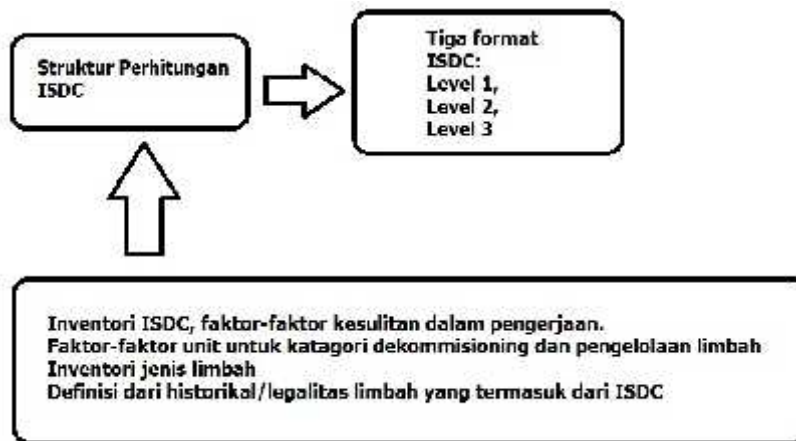 Struktur Perhitungan
ISDC
Tiga format
ISDC:
Level 1,
Level 2,
Level 3
Inventori ISDC, faktor-faktor kesulitan dalam pengerjaan.
Faktor-faktor unit untuk katagori dekommisioning dan pengelolaan limbah
Inventori jenis limbah
Definisi dari historikal/legalitas limbah yang termasuk dari ISDC